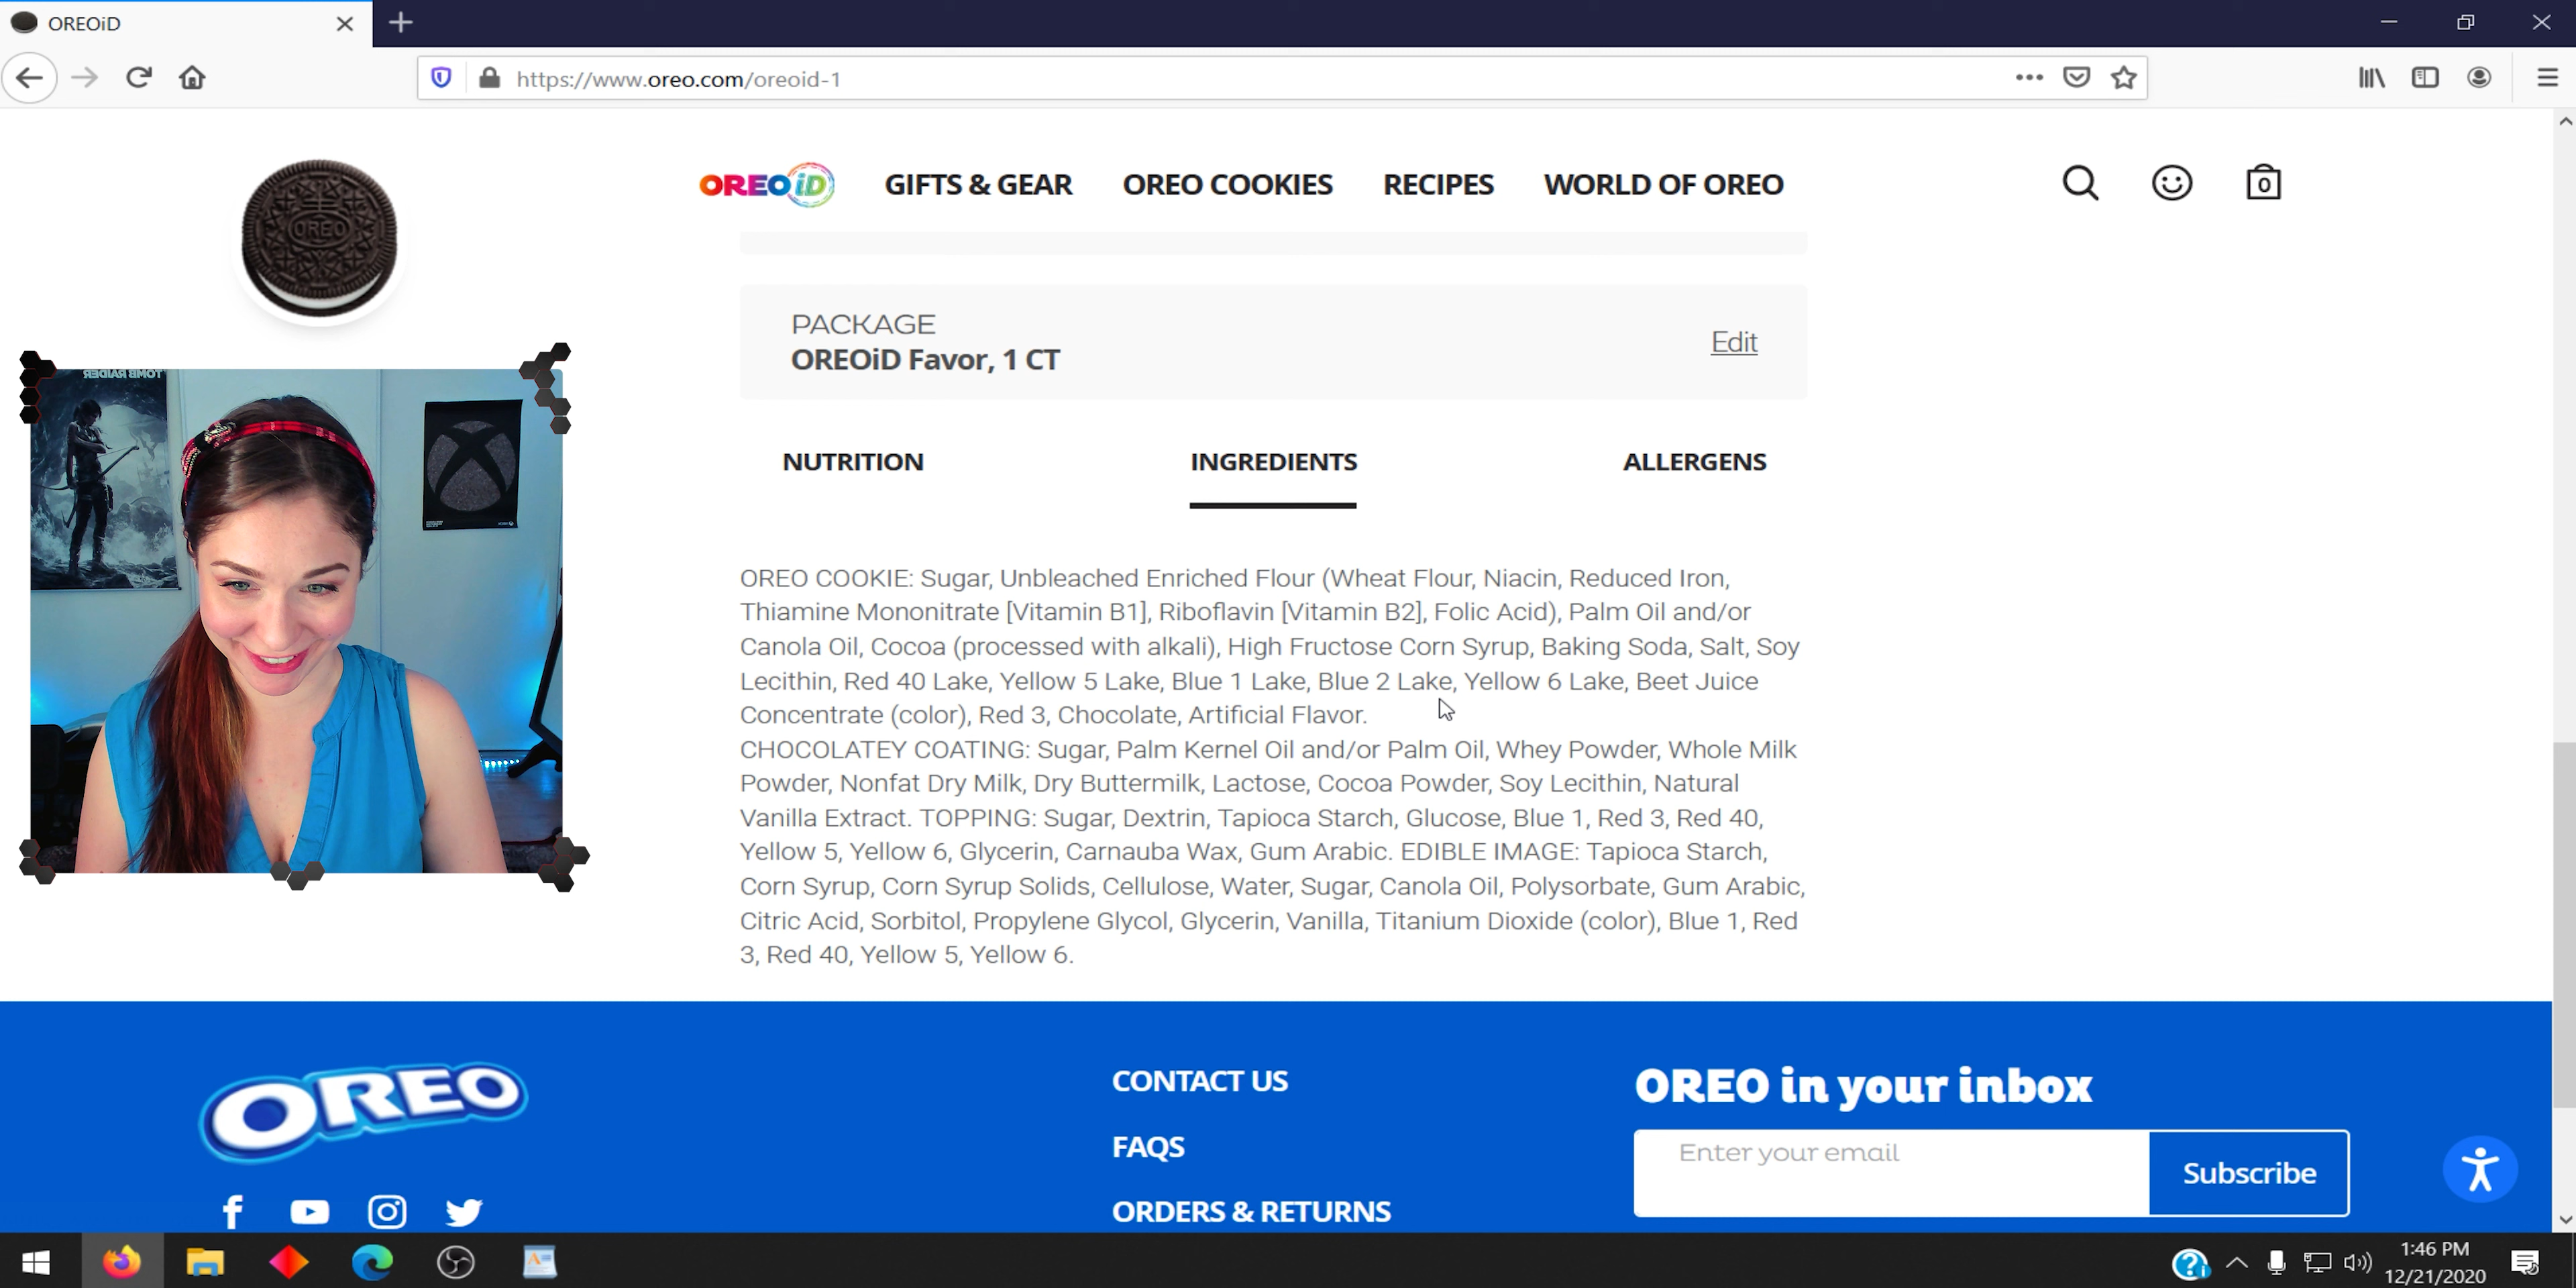 OREOiD
https://www.oreo.com/oreoid-1
OREOiD GIFTS & GEAR OREO COOKIES RECIPES WORLD OF OREO 0
OREO
PACKAGE
OREOiD Favor, 1 CT
Edit
TOMB RAIDER
NUTRITION INGREDIENTS ALLERGENS
OREO COOKIE: Sugar, Unbleached Enriched Flour (Wheat Flour, Niacin, Reduced Iron,
Thiamine Mononitrate [Vitamin B1], Riboflavin [Vitamin B2], Folic Acid), Palm Oil and/or
Canola Oil, Cocoa (processed with alkali), High Fructose Corn Syrup, Baking Soda, Salt, Soy
Lecithin, Red 40 Lake, Yellow 5 Lake, Blue 1 Lake, Blue 2 Lake, Yellow 6 Lake, Beet Juice
Concentrate (color), Red 3, Chocolate, Artificial Flavor.
CHOCOLATEY COATING: Sugar, Palm Kernel Oil and/or Palm Oil, Whey Powder, Whole Milk
Powder, Nonfat Dry Milk, Dry Buttermilk, Lactose, Cocoa Powder, Soy Lecithin, Natural
Vanilla Extract. TOPPING: Sugar, Dextrin, Tapioca Starch, Glucose, Blue 1, Red 3, Red 40,
Yellow 5, Yellow 6, Glycerin, Carnauba Wax, Gum Arabic. EDIBLE IMAGE: Tapioca Starch,
Corn Syrup, Corn Syrup Solids, Cellulose, Water, Sugar, Canola Oil, Polysorbate, Gum Arabic,
Citric Acid, Sorbitol, Propylene Glycol, Glycerin, Vanilla, Titanium Dioxide (color), Blue 1, Red
3, Red 40, Yellow 5, Yellow 6.
OREO
CONTACT US
FAQS
ORDERS & RETURNS
OREO in your inbox
Enter your email
Subscribe
1:46 PM
12/21/2020